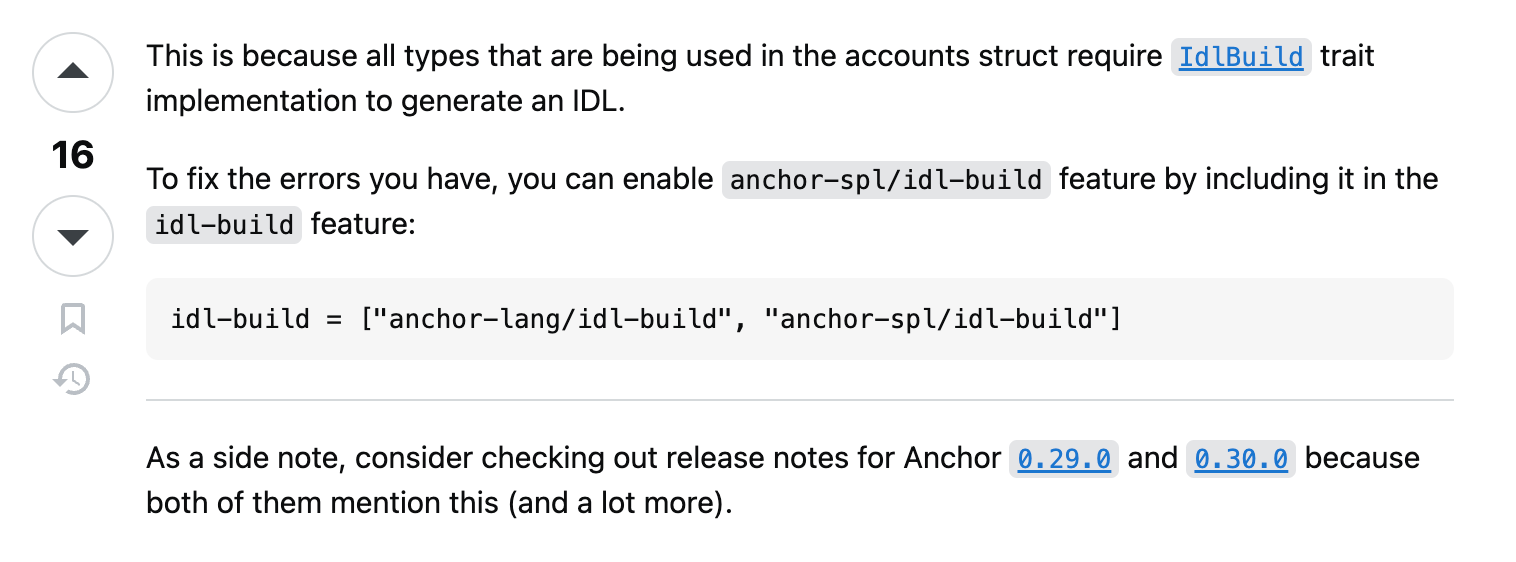 This is because all types that are being used in the accounts struct require IdlBuild trait
implementation to generate an IDL.
16
To fix the errors you have, you can enable anchor-spl/idl-build feature by including it in the
idl-build feature:
idl-build = ["anchor-lang/idl-build", "anchor-spl/idl-build"]
As a side note, consider checking out release notes for Anchor 0.29.0 and 0.30.0 because
both of them mention this (and a lot more).